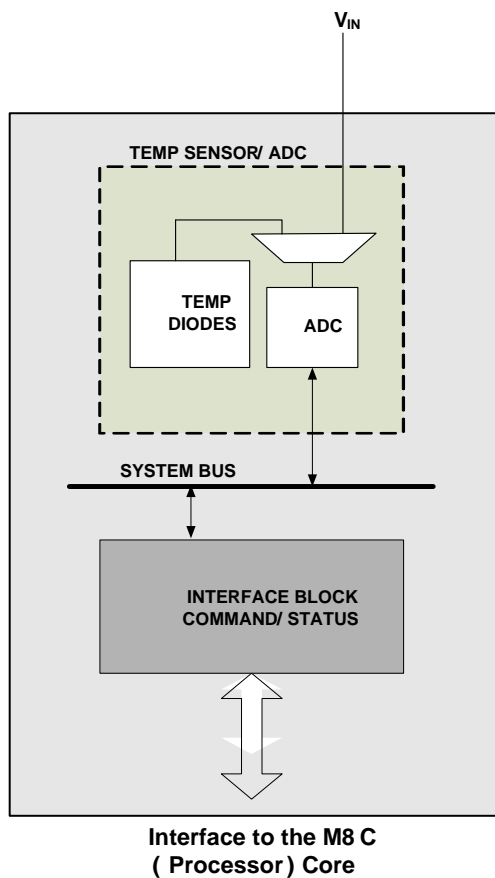 VIN
TEMP SENSOR/ ADC
TEMP
DIODES
ADC
SYSTEM BUS
INTERFACE BLOCK
COMMAND/ STATUS
Interface to the M8 C
( Processor) Core